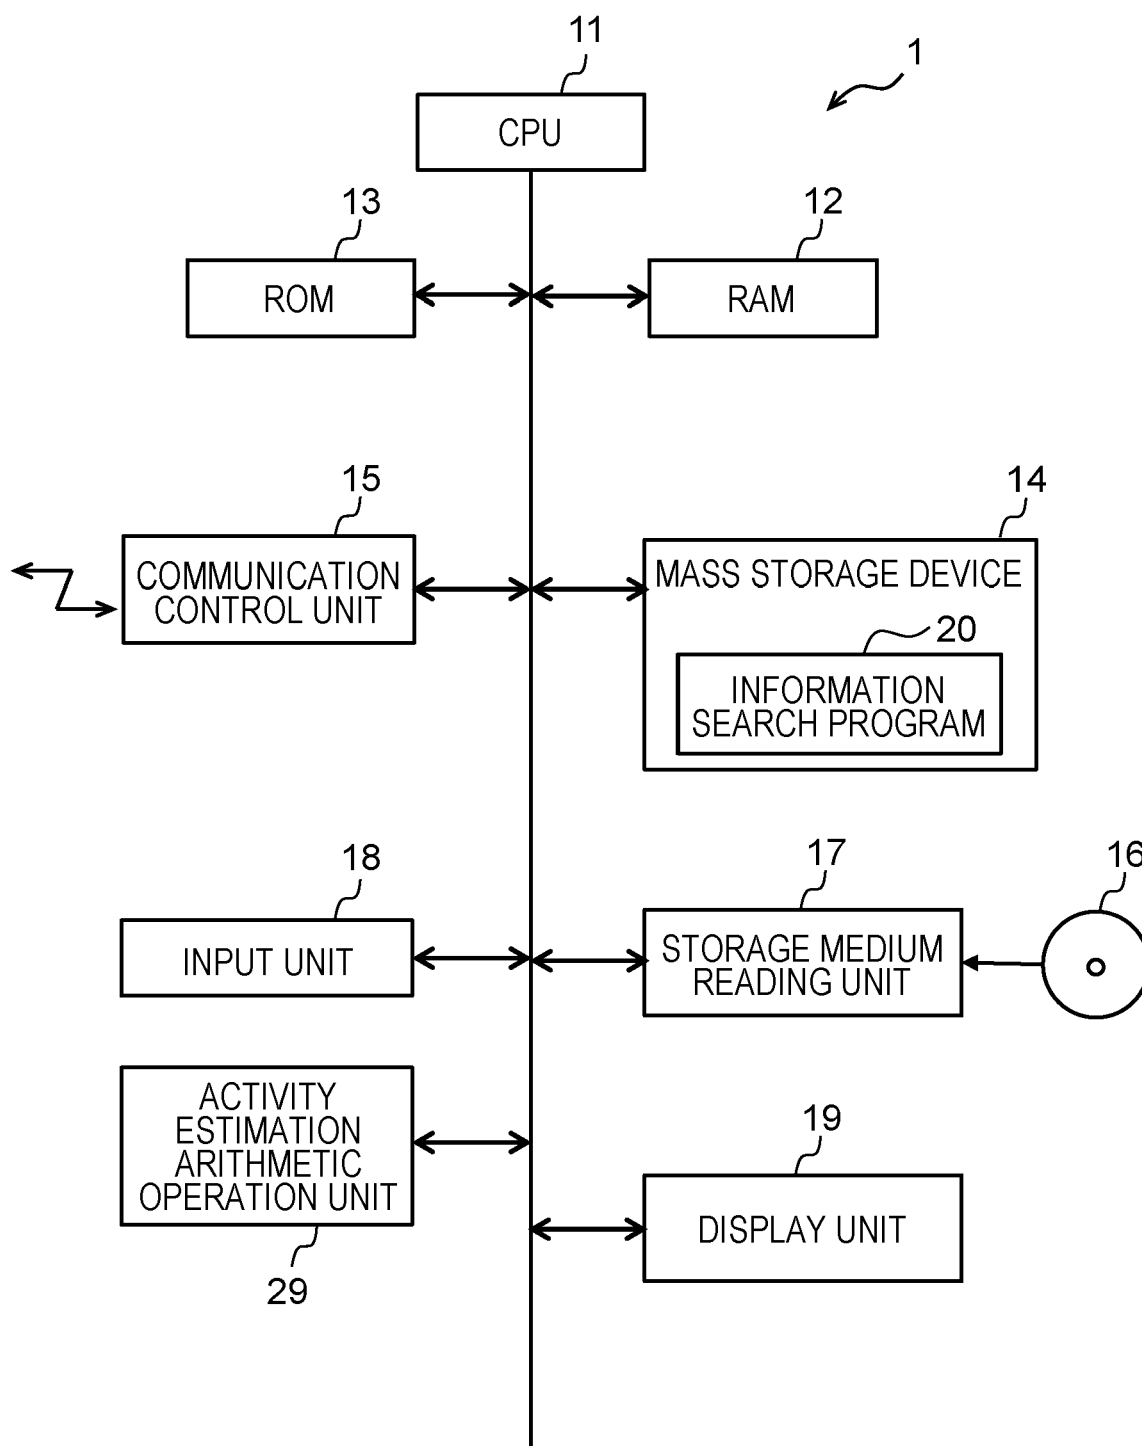 11
1
CPU
13
12
ROM
RAM
15
14
COMMUNICATION
CONTROL UNIT
MASS STORAGE DEVICE
20
INFORMATION
SEARCH PROGRAM
18
17
16
INPUT UNIT
STORAGE MEDIUM
READING UNIT
ACTIVITY
ESTIMATION
ARITHMETIC
OPERATION UNIT
29
19
DISPLAY UNIT